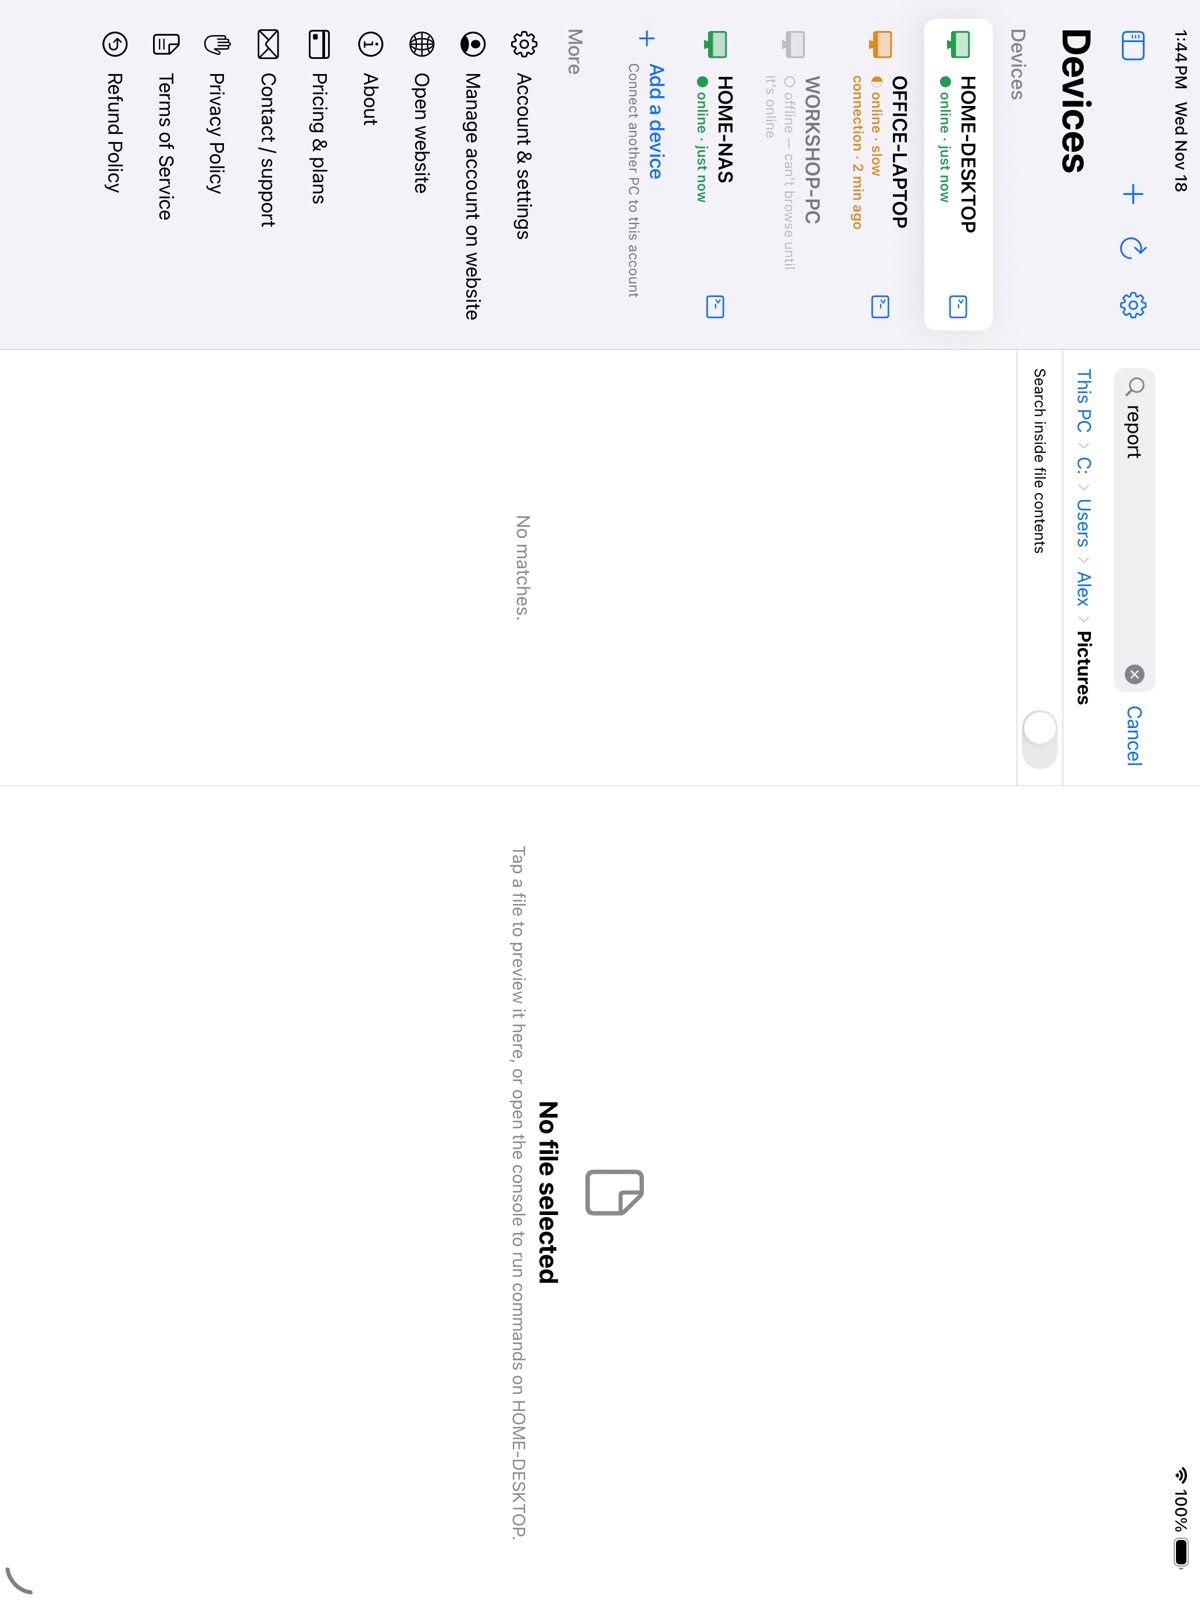 1:44 PM Wed Nov 18
100%
Devices
Devices
HOME-DESKTOP
online · just now
OFFICE-LAPTOP
online · slow
connection · 2 min ago
WORKSHOP-PC
offline — can't browse until
it's online
HOME-NAS
online · just now
Add a device
Connect another PC to this account
More
Account & settings
Manage account on website
Open website
About
Pricing & plans
Contact / support
Privacy Policy
Terms of Service
Refund Policy
report
Cancel
This PC > C: > Users > Alex > Pictures
Search inside file contents
No matches.
No file selected
Tap a file to preview it here, or open the console to run commands on HOME-DESKTOP.